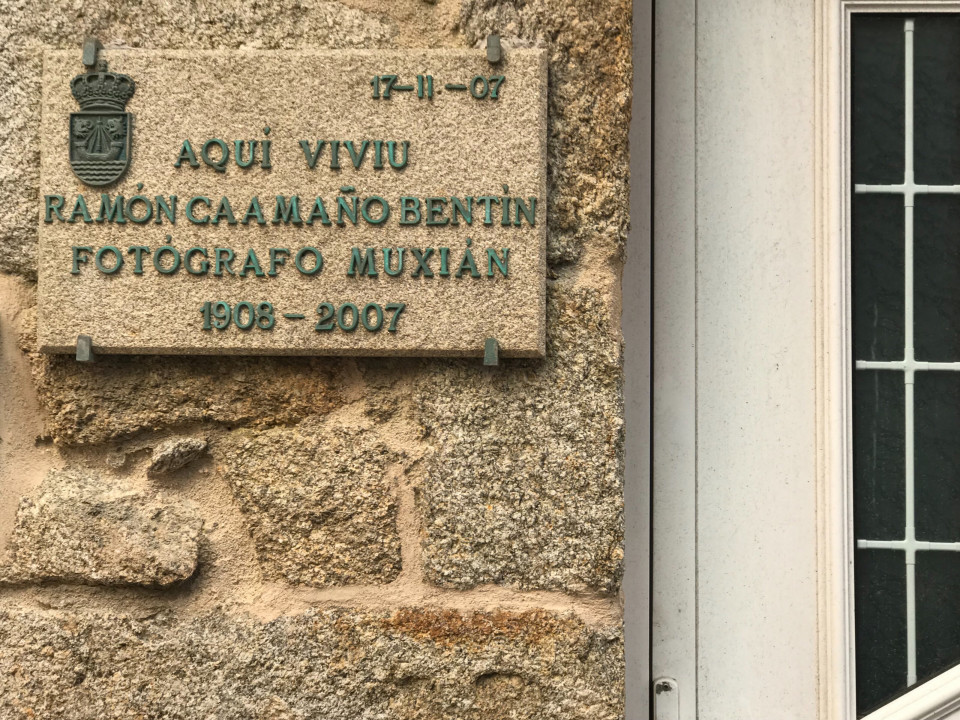 17-11-07
AQUÍ VIVIU
RAMÓN CAAMAÑO BENTÍN
FOTÓGRAFO MUXIÁN
1908 - 2007